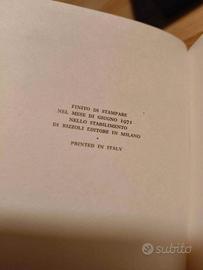 FINITO DI STAMPARE
NEL MESE DI GIUGNO 1971
NELLO STABILIMENTO
DI RIZZOLI EDITORE IN MILANO
*
PRINTED IN ITALY
subito